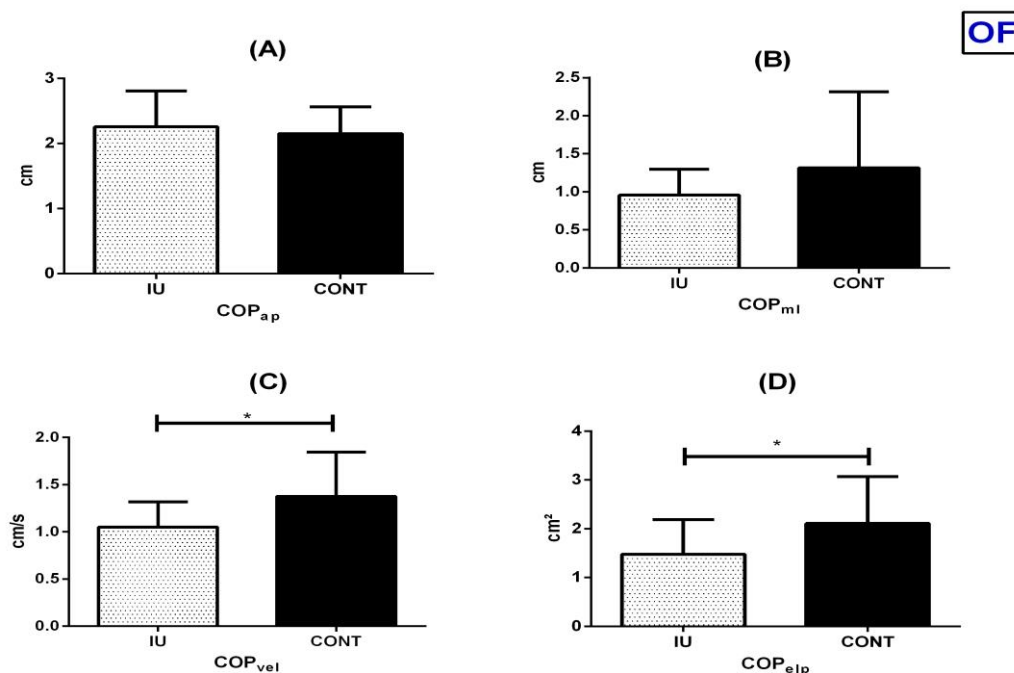 OF
(A)
3
2
1
0
cm
IU CONT
COPap
(B)
2.5
2.0
1.5
1.0
0.5
0.0
cm
IU CONT
COPml
(C)
*
2.0
1.5
1.0
0.5
0.0
cm/s
IU CONT
COPvel
(D)
*
4
3
2
1
0
cm²
IU CONT
COPelp